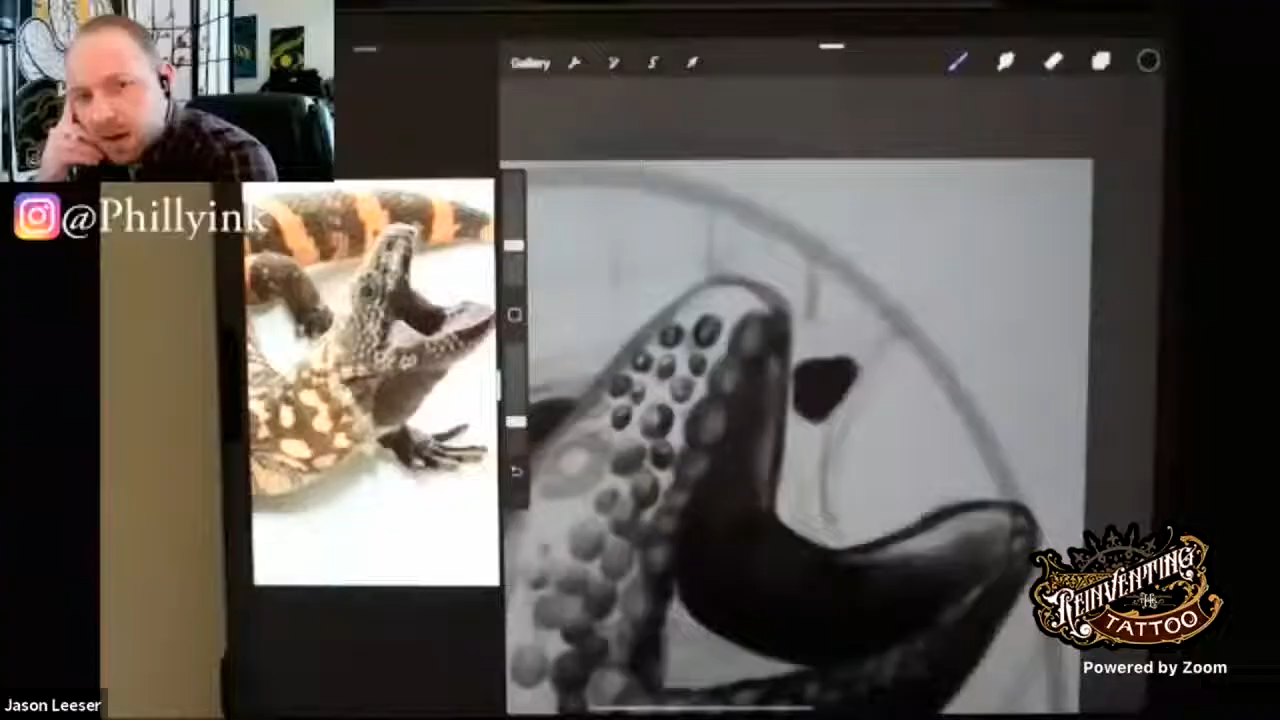 Gallery
@Phillyink
REINVENTING
THE
TATTOO
Powered by Zoom
Jason Leeser